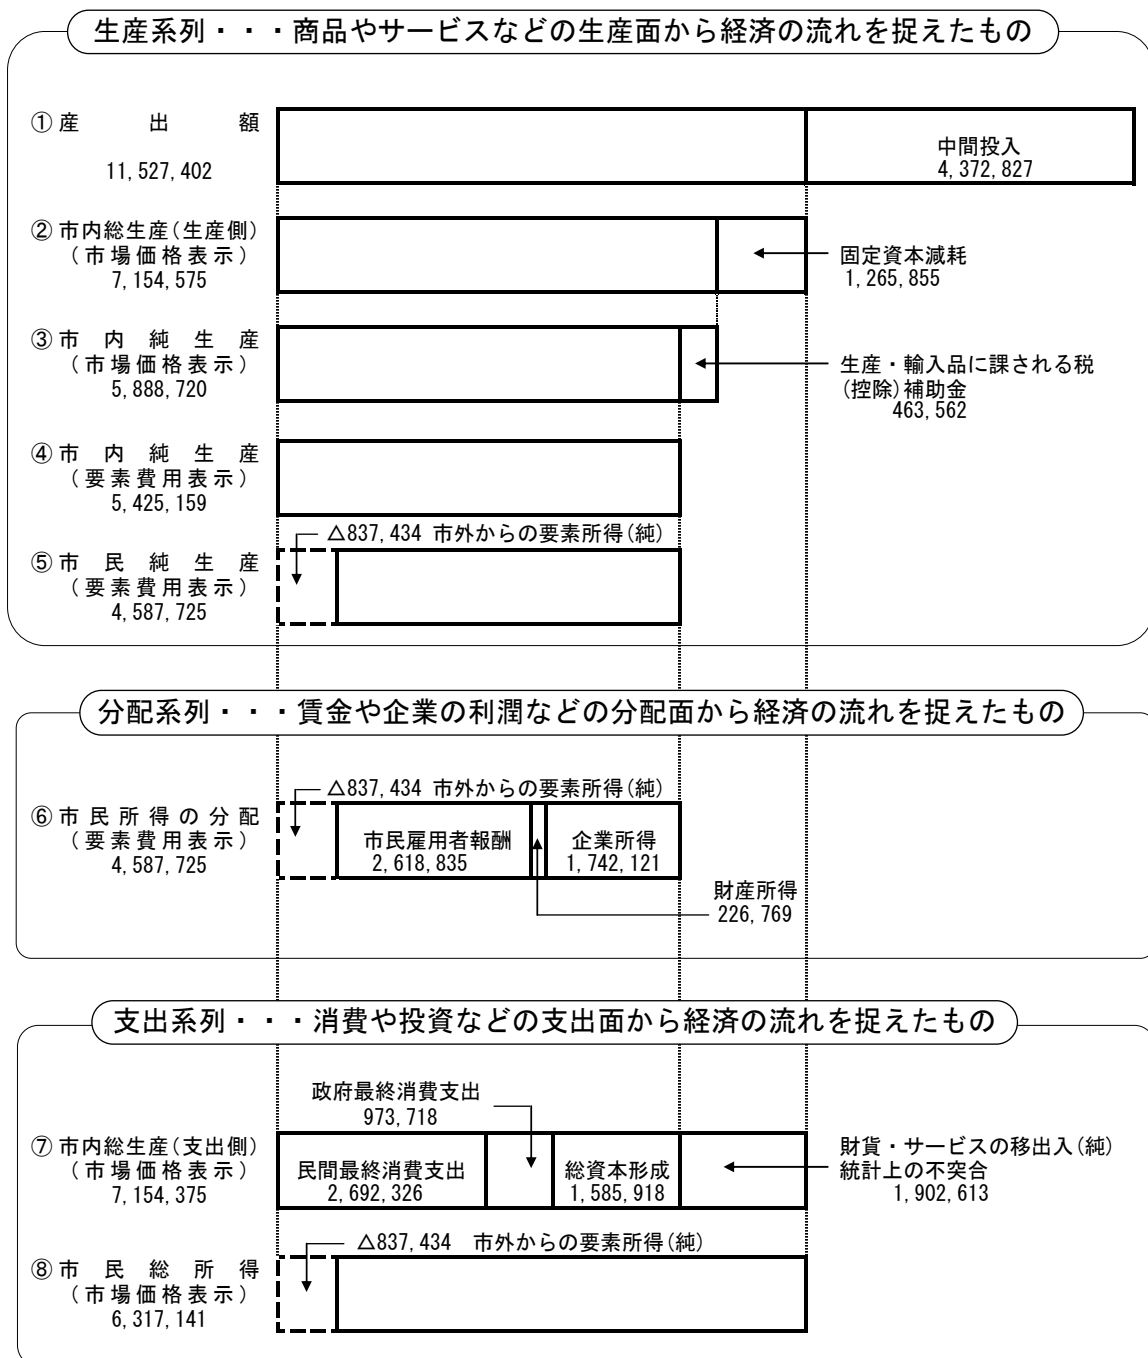 生産系列・・・商品やサービスなどの生産面から経済の流れを捉えたもの
①産出額
11,527,402
中間投入
4,372,827
②市内総生産(生産側)
(市場価格表示)
7,154,575
固定資本減耗
1,265,855
③市内純生産
(市場価格表示)
5,888,720
生産・輸入品に課される税
(控除)補助金
463,562
④市内純生産
(要素費用表示)
5,425,159
△837,434 市外からの要素所得(純)
⑤市民純生産
(要素費用表示)
4,587,725
分配系列・・・賃金や企業の利潤などの分配面から経済の流れを捉えたもの
△837,434 市外からの要素所得(純)
⑥市民所得の分配
(要素費用表示)
4,587,725
市民雇用者報酬
2,618,835
企業所得
1,742,121
財産所得
226,769
支出系列・・・消費や投資などの支出面から経済の流れを捉えたもの
政府最終消費支出
973,718
⑦市内総生産(支出側)
(市場価格表示)
7,154,375
民間最終消費支出
2,692,326
総資本形成
1,585,918
財貨・サービスの移出入(純)
統計上の不突合
1,902,613
△837,434 市外からの要素所得(純)
⑧市民総所得
(市場価格表示)
6,317,141